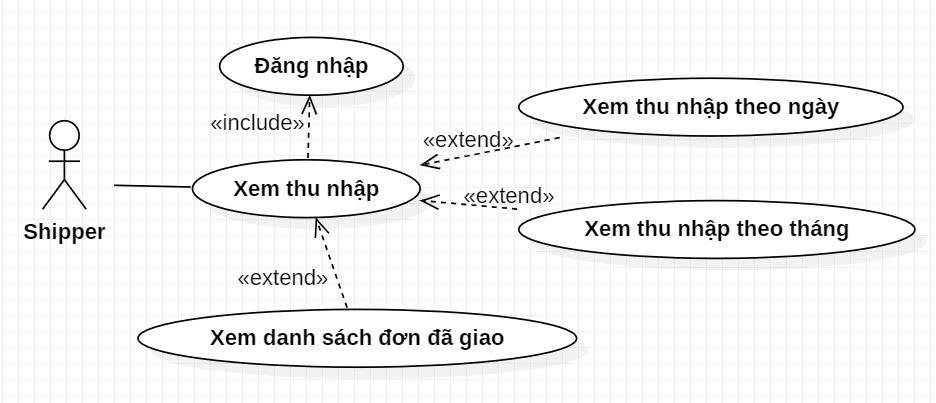 Đăng nhập
«include»
Xem thu nhập theo ngày
«extend»
Xem thu nhập
«extend»
Shipper
Xem thu nhập theo tháng
«extend»
Xem danh sách đơn đã giao